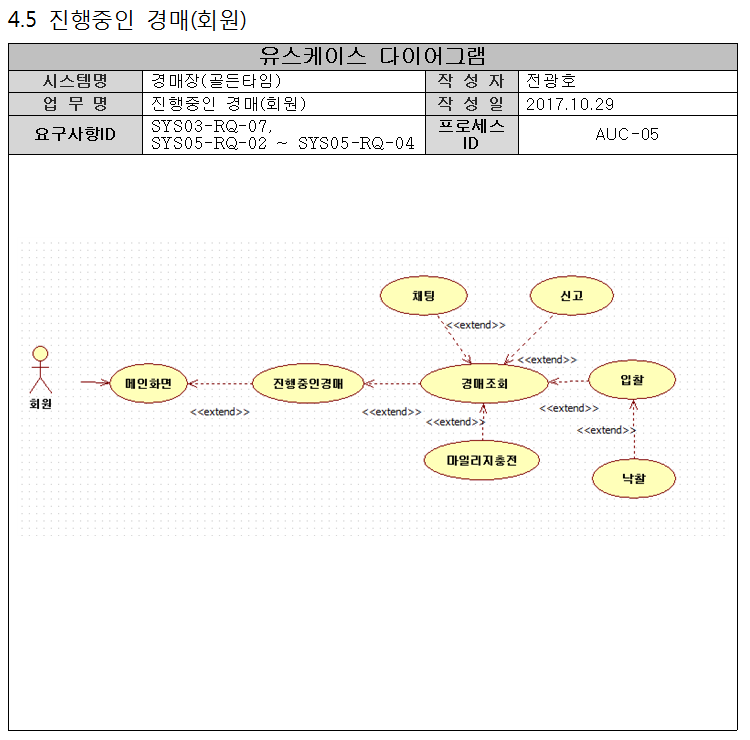 4.5 진행중인 경매(회원)
유스케이스 다이어그램
시스템명 경매장(골든타임) 작 성 자 전광호
업 무 명 진행중인 경매(회원) 작 성 일 2017.10.29
요구사항ID SYS03-RQ-07, SYS05-RQ-02 ~ SYS05-RQ-04 프로세스 ID AUC-05
채팅 신고
<<extend>>
<<extend>>
회원 메인화면 진행중인경매 경매조회 입찰
<<extend>> <<extend>> <<extend>>
<<extend>>
<<extend>>
마일리지충전
낙찰